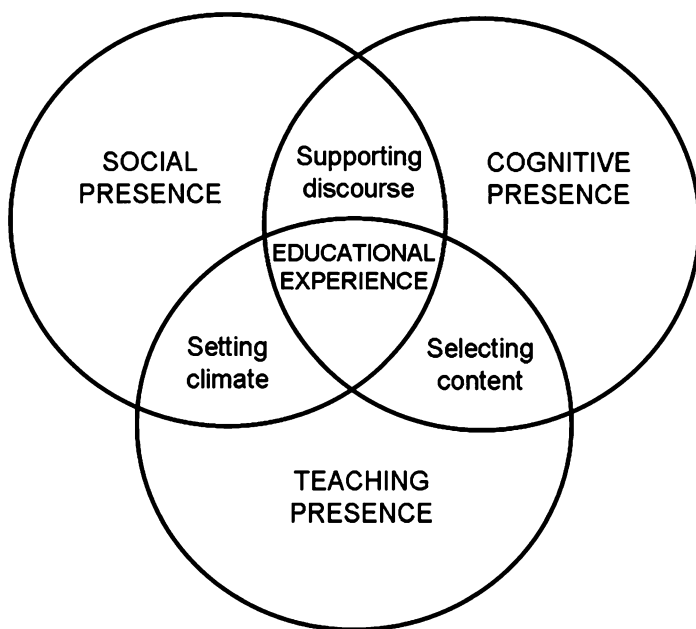 SOCIAL
PRESENCE
Supporting
discourse
COGNITIVE
PRESENCE
EDUCATIONAL
EXPERIENCE
Setting
climate
Selecting
content
TEACHING
PRESENCE